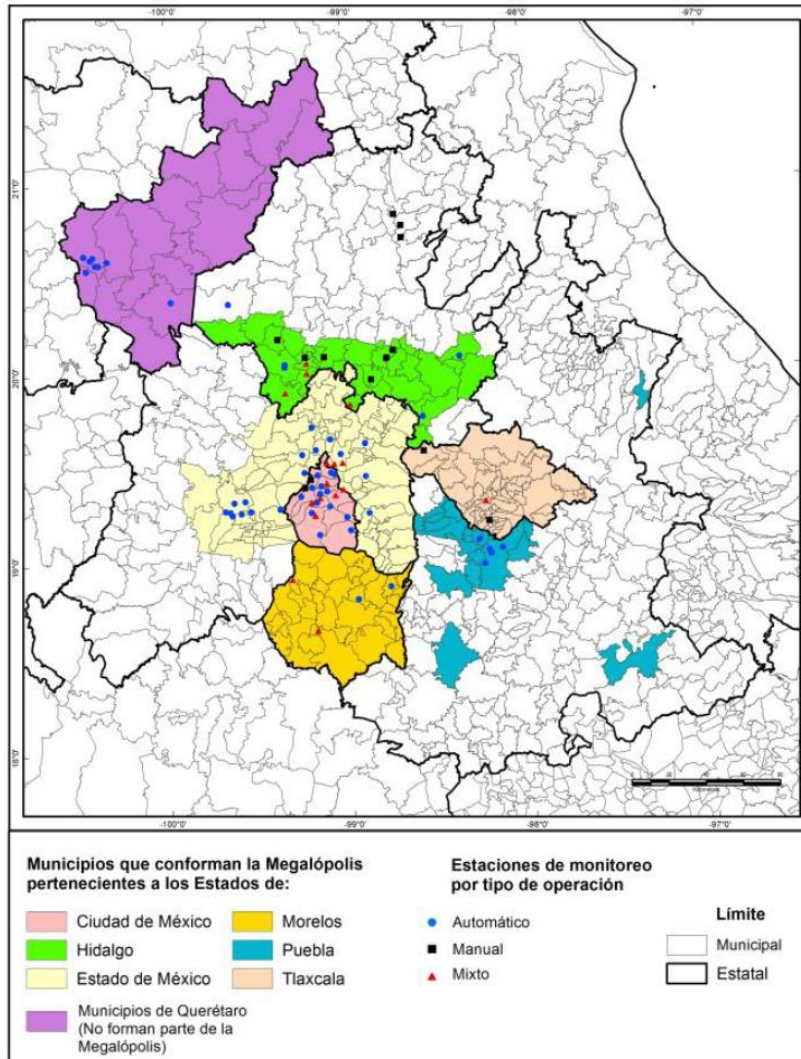 -100°0'
-99°0'
-98°0'
-97°0'
21°0'
20°0'
19°0'
18°0'
-100°0'
-99°0'
-98°0'
-97°0'
Municipios que conforman la Megalópolis
pertenecientes a los Estados de:
Ciudad de México
Hidalgo
Estado de México
Municipios de Querétaro
(No forman parte de la
Megalópolis)
Morelos
Puebla
Tlaxcala
Estaciones de monitoreo
por tipo de operación
Automático
Manual
Mixto
Límite
Municipal
Estatal